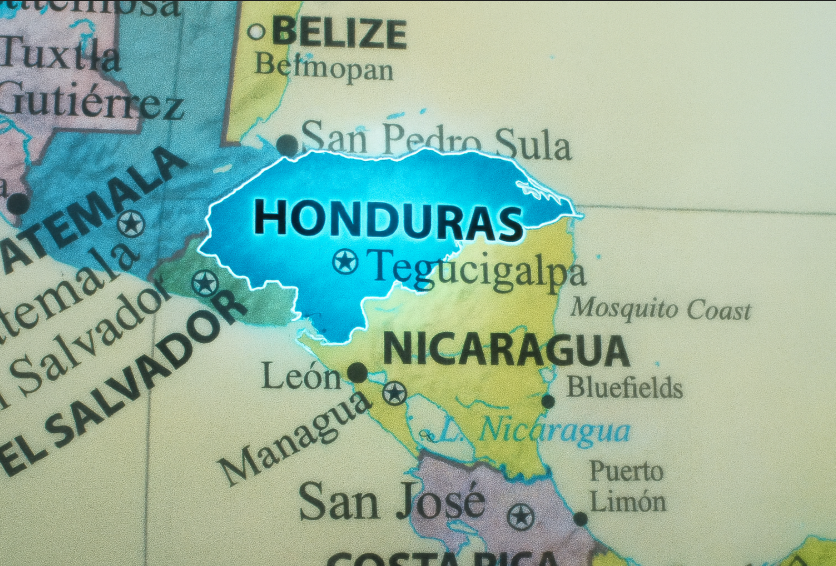 BELIZE
Belmopan
Tuxtla
Gutiérrez
San Pedro Sula
HONDURAS
Tegucigalpa
Mosquito Coast
NICARAGUA
León
Managua
Bluefields
L. Nicaragua
EL SALVADOR
San José
Puerto
Limón